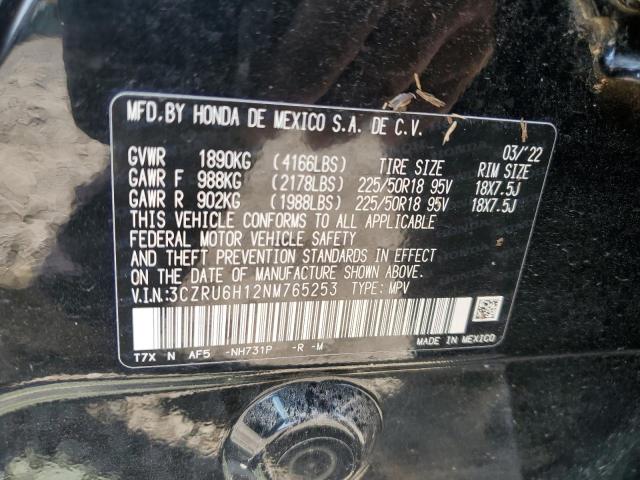 MFD.BY HONDA DE MEXICO S.A. DE C.V.
03/'22
GVWR 1890KG (4166LBS) TIRE SIZE RIM SIZE
GAWR F 988KG (2178LBS) 225/50R18 95V 18X7.5J
GAWR R 902KG (1988LBS) 225/50R18 95V 18X7.5J
THIS VEHICLE CONFORMS TO ALL APPLICABLE
FEDERAL MOTOR VEHICLE SAFETY
AND THEFT PREVENTION STANDARDS IN EFFECT
ON THE DATE OF MANUFACTURE SHOWN ABOVE.
V.I.N:3CZRU6H12NM765253 TYPE: MPV
T7X N AF5 -NH731P -R -M
MADE IN MEXICO